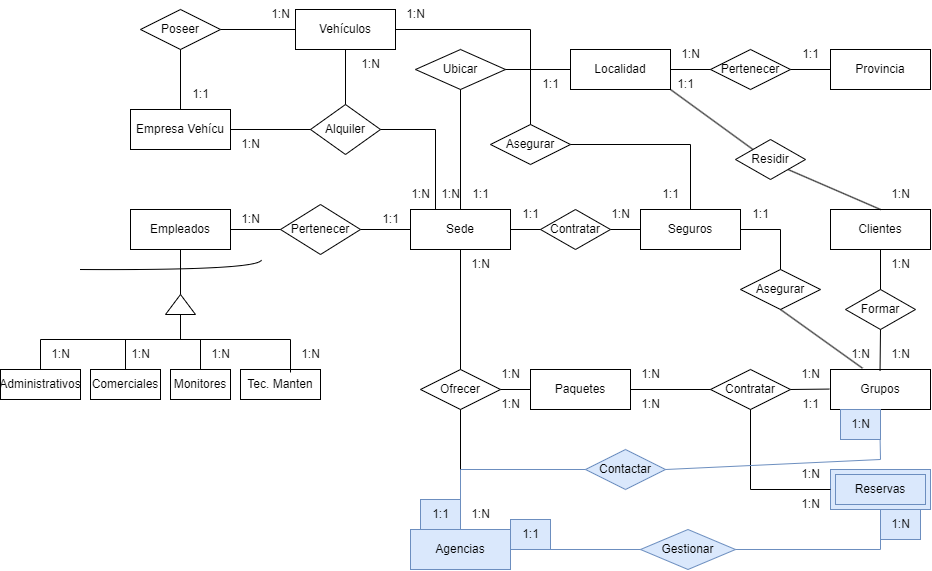 1:N
Vehículos
1:N
Poseer
1:N
Ubicar
1:1
Localidad
1:N
Pertenecer
1:1
Provincia
1:1
1:1
Empresa Vehícu
1:N
Alquiler
Asegurar
Residir
1:N
1:N
1:1
1:1
1:N
Empleados
1:N
Pertenecer
1:1
Sede
1:1
Contratar
1:N
Seguros
1:1
Clientes
1:N
1:N
Asegurar
Formar
1:N
1:N
1:N
1:N
1:N
1:N
Administrativos
Comerciales
Monitores
Tec. Manten
Ofrecer
1:N
1:N
Paquetes
1:N
1:N
Contratar
1:N
1:1
Grupos
1:N
Contactar
1:N
1:N
Reservas
1:1
1:N
1:1
1:N
Agencias
Gestionar